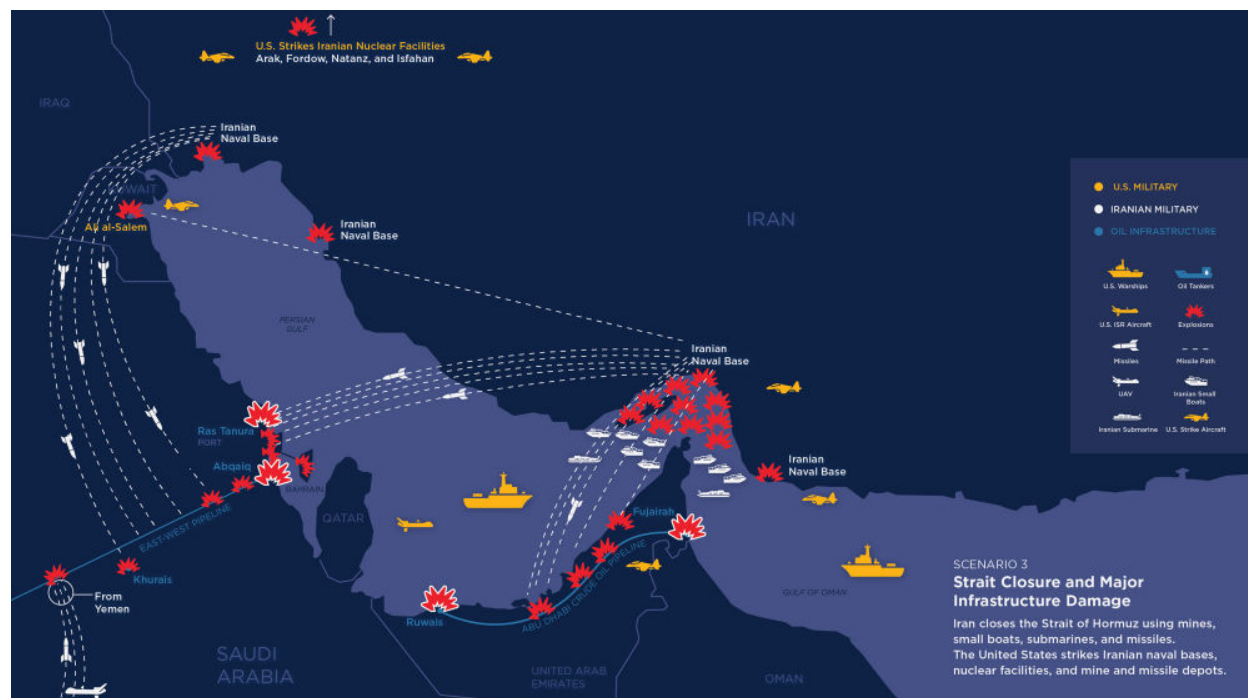 U.S. Strikes Iranian Nuclear Facilities
Arak, Fordow, Natanz, and Isfahan
IRAQ
Iranian
Naval Base
KUWAIT
Ali al-Salem
Iranian
Naval Base
IRAN
PERSIAN
GULF
U.S. MILITARY
IRANIAN MILITARY
OIL INFRASTRUCTURE
U.S. Warships
Oil Tankers
U.S. ISR Aircraft
Explosions
Missiles
Missile Path
UAV
Iranian Small
Boats
Iranian Submarine
U.S. Strike Aircraft
Iranian
Naval Base
Ras Tanura
PORT
Abqaiq
BAHRAIN
Iranian
Naval Base
QATAR
EAST-WEST PIPELINE
Fujairah
Khurais
From
Yemen
Ruwais
ABU DHABI CRUDE OIL PIPELINE
GULF OF OMAN
SAUDI
ARABIA
UNITED ARAB
EMIRATES
OMAN
SCENARIO 3
Strait Closure and Major
Infrastructure Damage
Iran closes the Strait of Hormuz using mines,
small boats, submarines, and missiles.
The United States strikes Iranian naval bases,
nuclear facilities, and mine and missile depots.